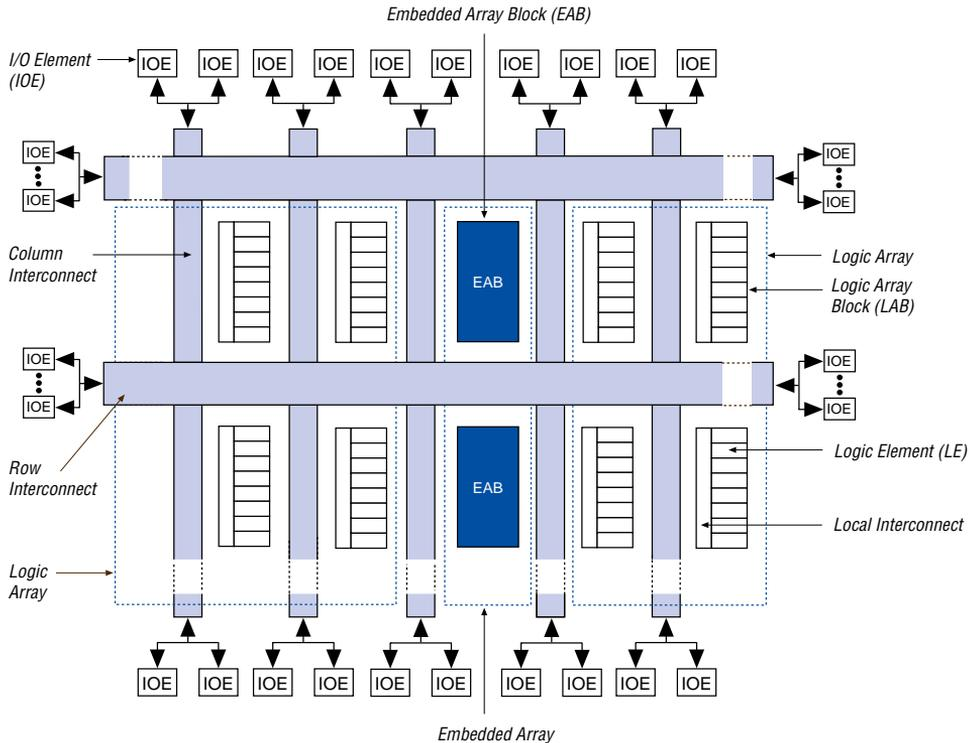 Embedded Array Block (EAB)
I/O Element
(IOE)
IOE IOE IOE IOE IOE IOE IOE IOE IOE IOE
IOE IOE
IOE IOE
Column
Interconnect
EAB
Logic Array
Logic Array
Block (LAB)
IOE IOE
IOE IOE
Row
Interconnect
EAB
Logic Element (LE)
Local Interconnect
Logic
Array
IOE IOE IOE IOE IOE IOE IOE IOE IOE IOE
Embedded Array